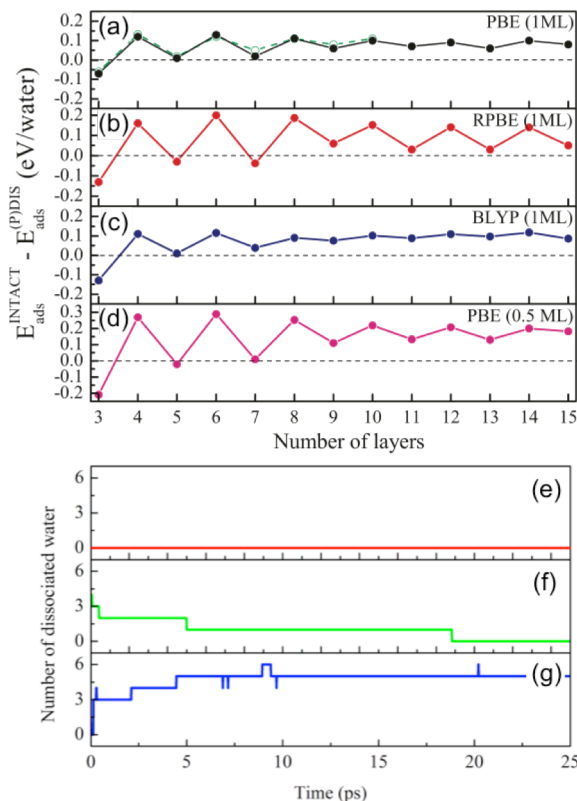 (a)
PBE (1ML)
0.2
0.1
0.0
-0.1
-0.2
(b)
RPBE (1ML)
0.2
0.1
0.0
-0.1
-0.2
(c)
BLYP (1ML)
0.2
0.1
0.0
-0.1
-0.2
(d)
PBE (0.5 ML)
0.3
0.2
0.1
0.0
-0.1
-0.2
E_ads^INTACT - E_ads^(P)DIS (eV/water)
3 4 5 6 7 8 9 10 11 12 13 14 15
Number of layers
(e)
6
3
0
(f)
6
3
0
(g)
6
3
0
Number of dissociated water
0 5 10 15 20 25
Time (ps)